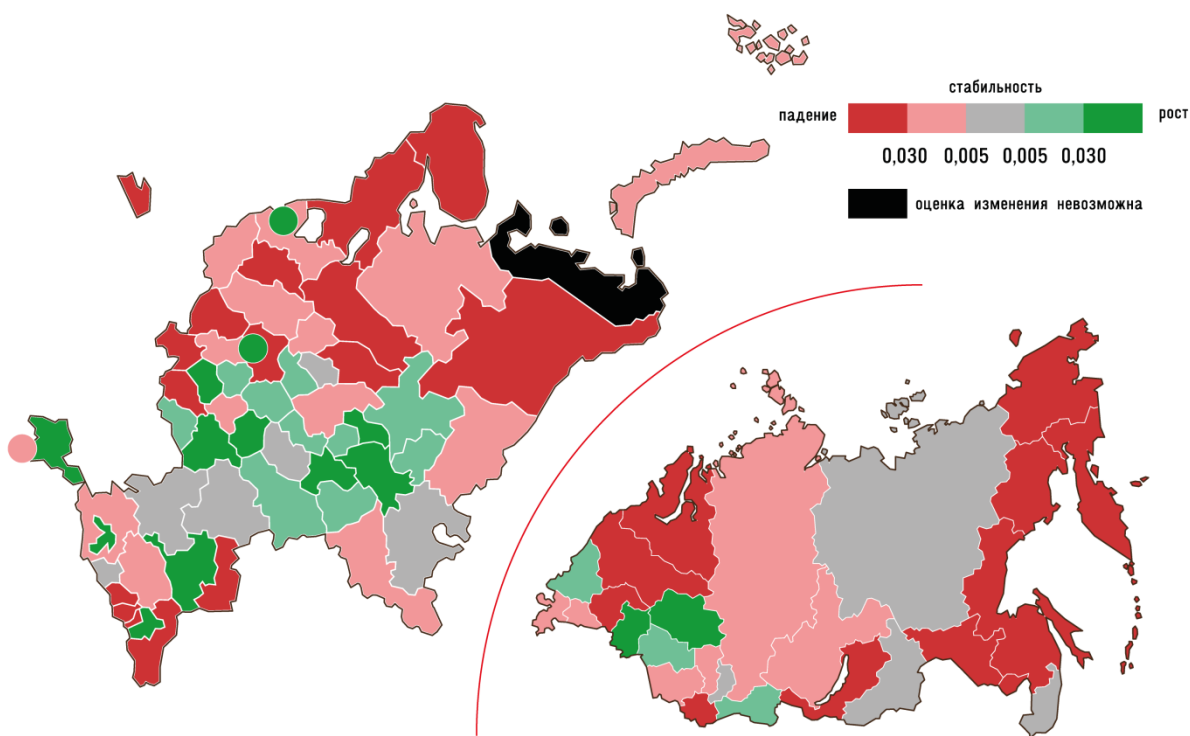 стабильность
падение
рост
0,030 0,005 0,005 0,030
оценка изменения невозможна